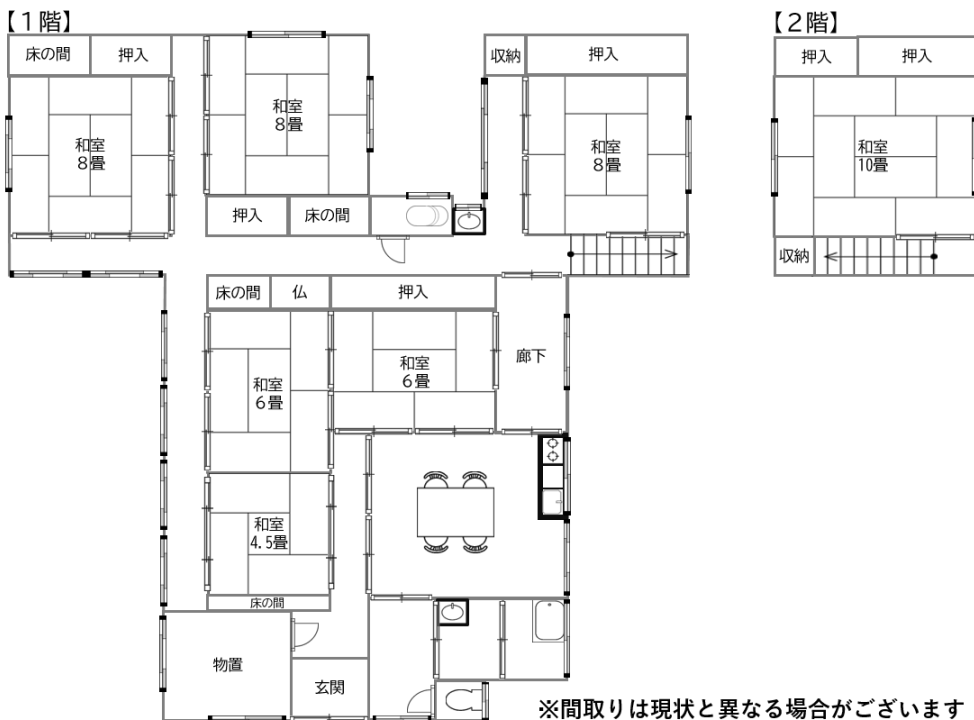 【1階】
【2階】
床の間
押入
収納
押入
押入
押入
和室
8畳
和室
8畳
和室
8畳
和室
10畳
押入
床の間
収納
床の間
仏
押入
和室
6畳
和室
6畳
廊下
和室
4.5畳
床の間
物置
玄関
※間取りは現状と異なる場合がございます